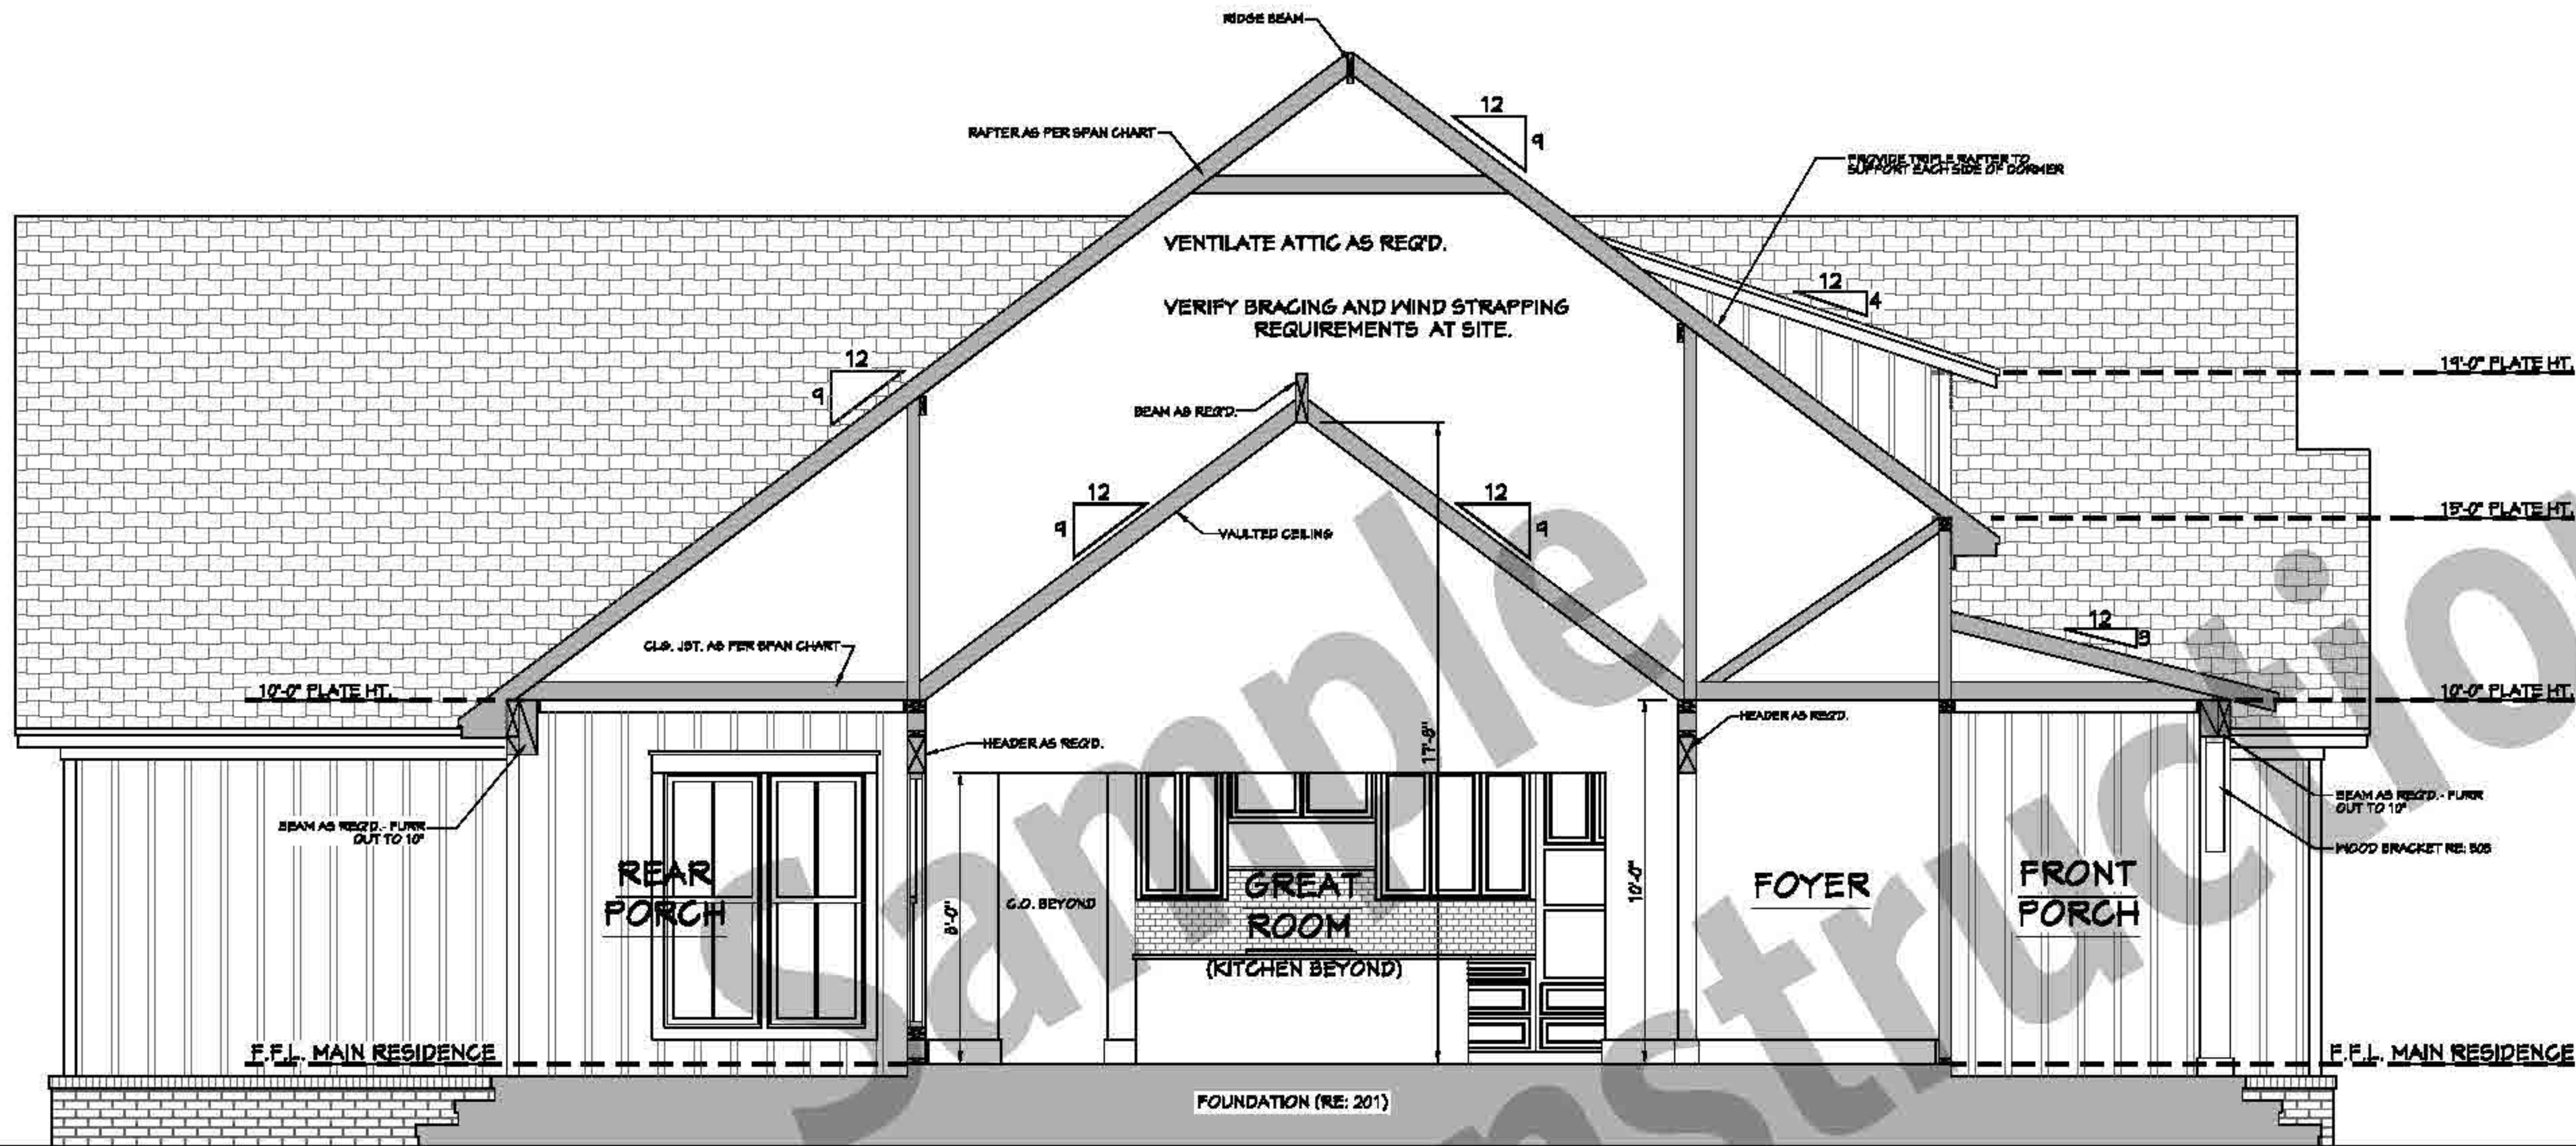 RIDGE BEAM
12
9
RAFTER AS PER SPAN CHART
PROVIDE TRIPLE RAFTER TO
SUPPORT EACH SIDE OF DORMER
VENTILATE ATTIC AS REQ'D.
12
4
VERIFY BRACING AND WIND STRAPPING
REQUIREMENTS AT SITE.
12
9
19'-0" PLATE HT.
BEAM AS REQ'D.
12
9
12
9
15'-0" PLATE HT.
VAULTED CEILING
12
3
CLG. JST. AS PER SPAN CHART
10'-0" PLATE HT.
10'-0" PLATE HT.
HEADER AS REQ'D.
HEADER AS REQ'D.
17'-8"
BEAM AS REQ'D.- FURR
OUT TO 10"
BEAM AS REQ'D.- FURR
OUT TO 10"
WOOD BRACKET RE: 505
REAR
PORCH
8'-0"
C.O. BEYOND
GREAT
ROOM
(KITCHEN BEYOND)
10'-0"
FOYER
FRONT
PORCH
F.F.L. MAIN RESIDENCE
F.F.L. MAIN RESIDENCE
FOUNDATION (RE: 201)
Sample